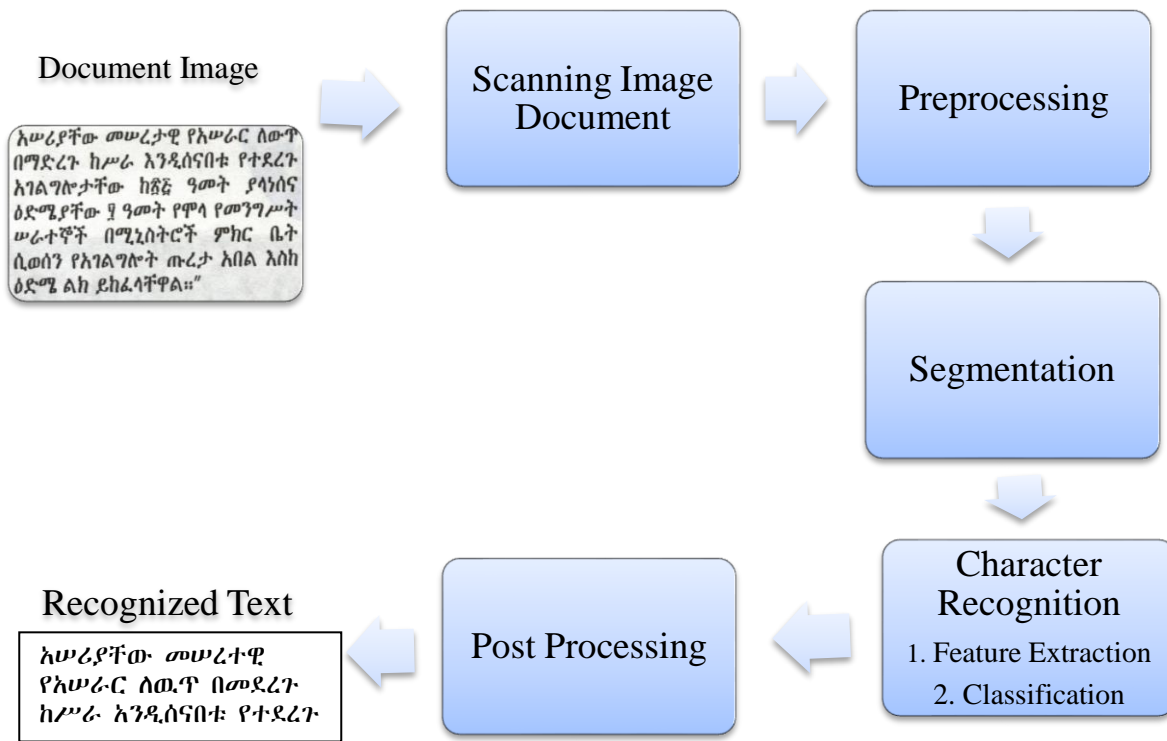 Document Image
አሠሪያቸው መሠረታዊ የአሠራር ለውጥ
በማድረጉ ከሥራ እንዲሰናበቱ የተደረጉ
አገልግሎታቸው ከ፳፭ ዓመት ያላነሰና
ዕድሜያቸው ፶ ዓመት የሞላ የመንግሥት
ሠራተኞች በሚኒስትሮች ምክር ቤት
ሲወሰን የአገልግሎት ጡረታ አበል እስከ
ዕድሜ ልክ ይከፈላቸዋል።"
Scanning Image
Document
Preprocessing
Segmentation
Character
Recognition
1. Feature Extraction
2. Classification
Post Processing
Recognized Text
አሠሪያቸው መሠረተዊ
የአሠራር ለዉጥ በመደረጉ
ከሥራ አንዲሰናበቱ የተደረጉ